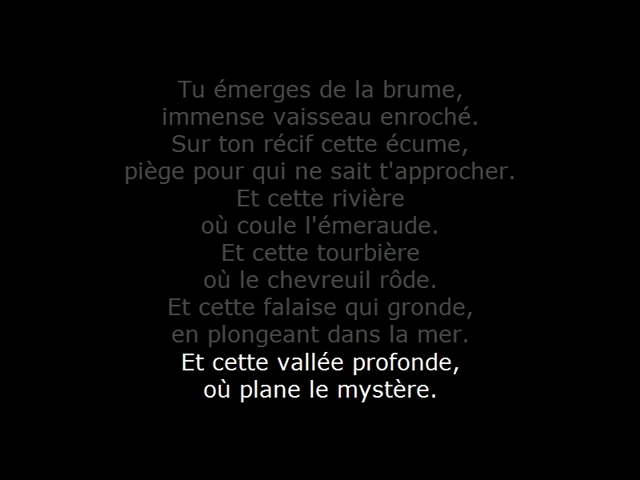 Tu émerges de la brume,
immense vaisseau enroché.
Sur ton récif cette écume,
piège pour qui ne sait t'approcher.
Et cette rivière
où coule l'émeraude.
Et cette tourbière
où le chevreuil rôde.
Et cette falaise qui gronde,
en plongeant dans la mer.
Et cette vallée profonde,
où plane le mystère.